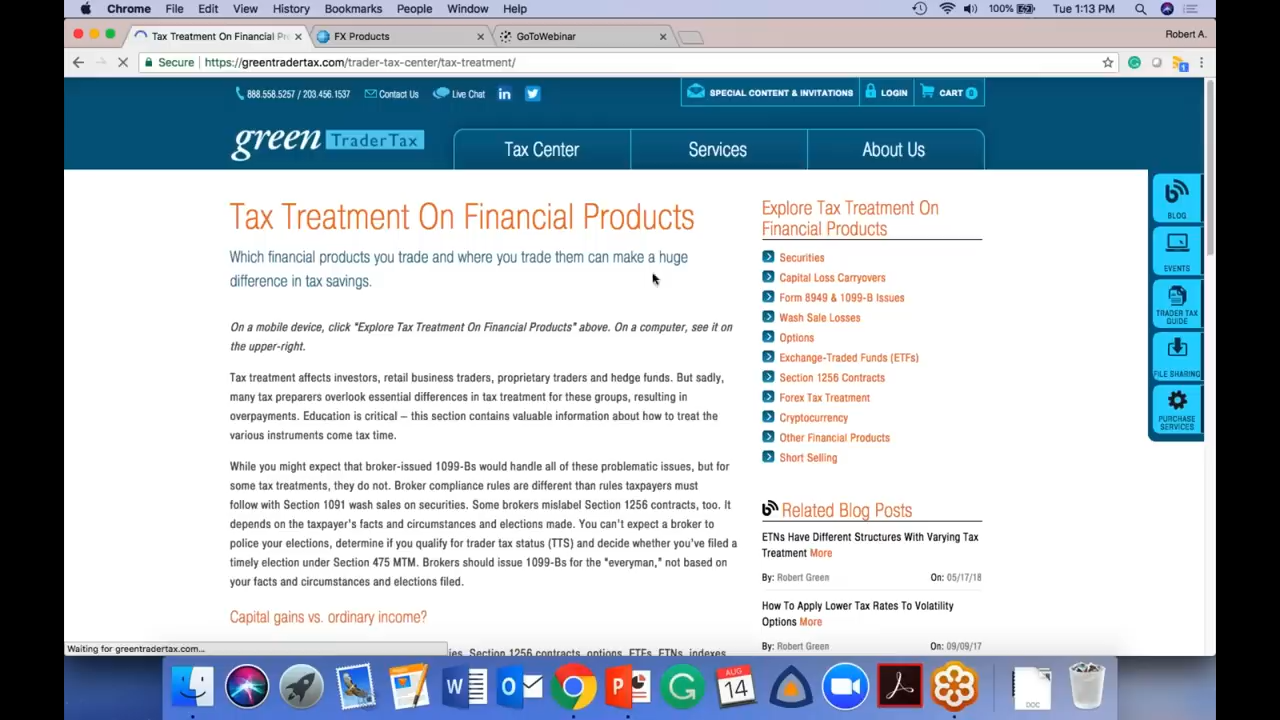 Chrome File Edit View History Bookmarks People Window Help 100% Tue 1:13 PM
Tax Treatment On Financial Pr FX Products GoToWebinar Robert A.
Secure https://greentradertax.com/trader-tax-center/tax-treatment/
888.558.5257 / 203.456.1537 Contact Us Live Chat in SPECIAL CONTENT & INVITATIONS LOGIN CART 0
green TraderTax Tax Center Services About Us
BLOG
EVENTS
TRADER TAX GUIDE
FILE SHARING
PURCHASE SERVICES
Tax Treatment On Financial Products
Which financial products you trade and where you trade them can make a huge
difference in tax savings.
On a mobile device, click "Explore Tax Treatment On Financial Products" above. On a computer, see it on
the upper-right.
Tax treatment affects investors, retail business traders, proprietary traders and hedge funds. But sadly,
many tax preparers overlook essential differences in tax treatment for these groups, resulting in
overpayments. Education is critical – this section contains valuable information about how to treat the
various instruments come tax time.
While you might expect that broker-issued 1099-Bs would handle all of these problematic issues, but for
some tax treatments, they do not. Broker compliance rules are different than rules taxpayers must
follow with Section 1091 wash sales on securities. Some brokers mislabel Section 1256 contracts, too. It
depends on the taxpayer's facts and circumstances and elections made. You can't expect a broker to
police your elections, determine if you qualify for trader tax status (TTS) and decide whether you've filed a
timely election under Section 475 MTM. Brokers should issue 1099-Bs for the "everyman," not based on
your facts and circumstances and elections filed.
Capital gains vs. ordinary income?
ies, Section 1256 contracts, options, ETFs, ETNs, indexes,
Explore Tax Treatment On
Financial Products
Securities
Capital Loss Carryovers
Form 8949 & 1099-B Issues
Wash Sale Losses
Options
Exchange-Traded Funds (ETFs)
Section 1256 Contracts
Forex Tax Treatment
Cryptocurrency
Other Financial Products
Short Selling
Related Blog Posts
ETNs Have Different Structures With Varying Tax
Treatment More
By: Robert Green On: 05/17/18
How To Apply Lower Tax Rates To Volatility
Options More
By: Robert Green On: 09/09/17
Waiting for greentradertax.com...
AUG
14
DOC